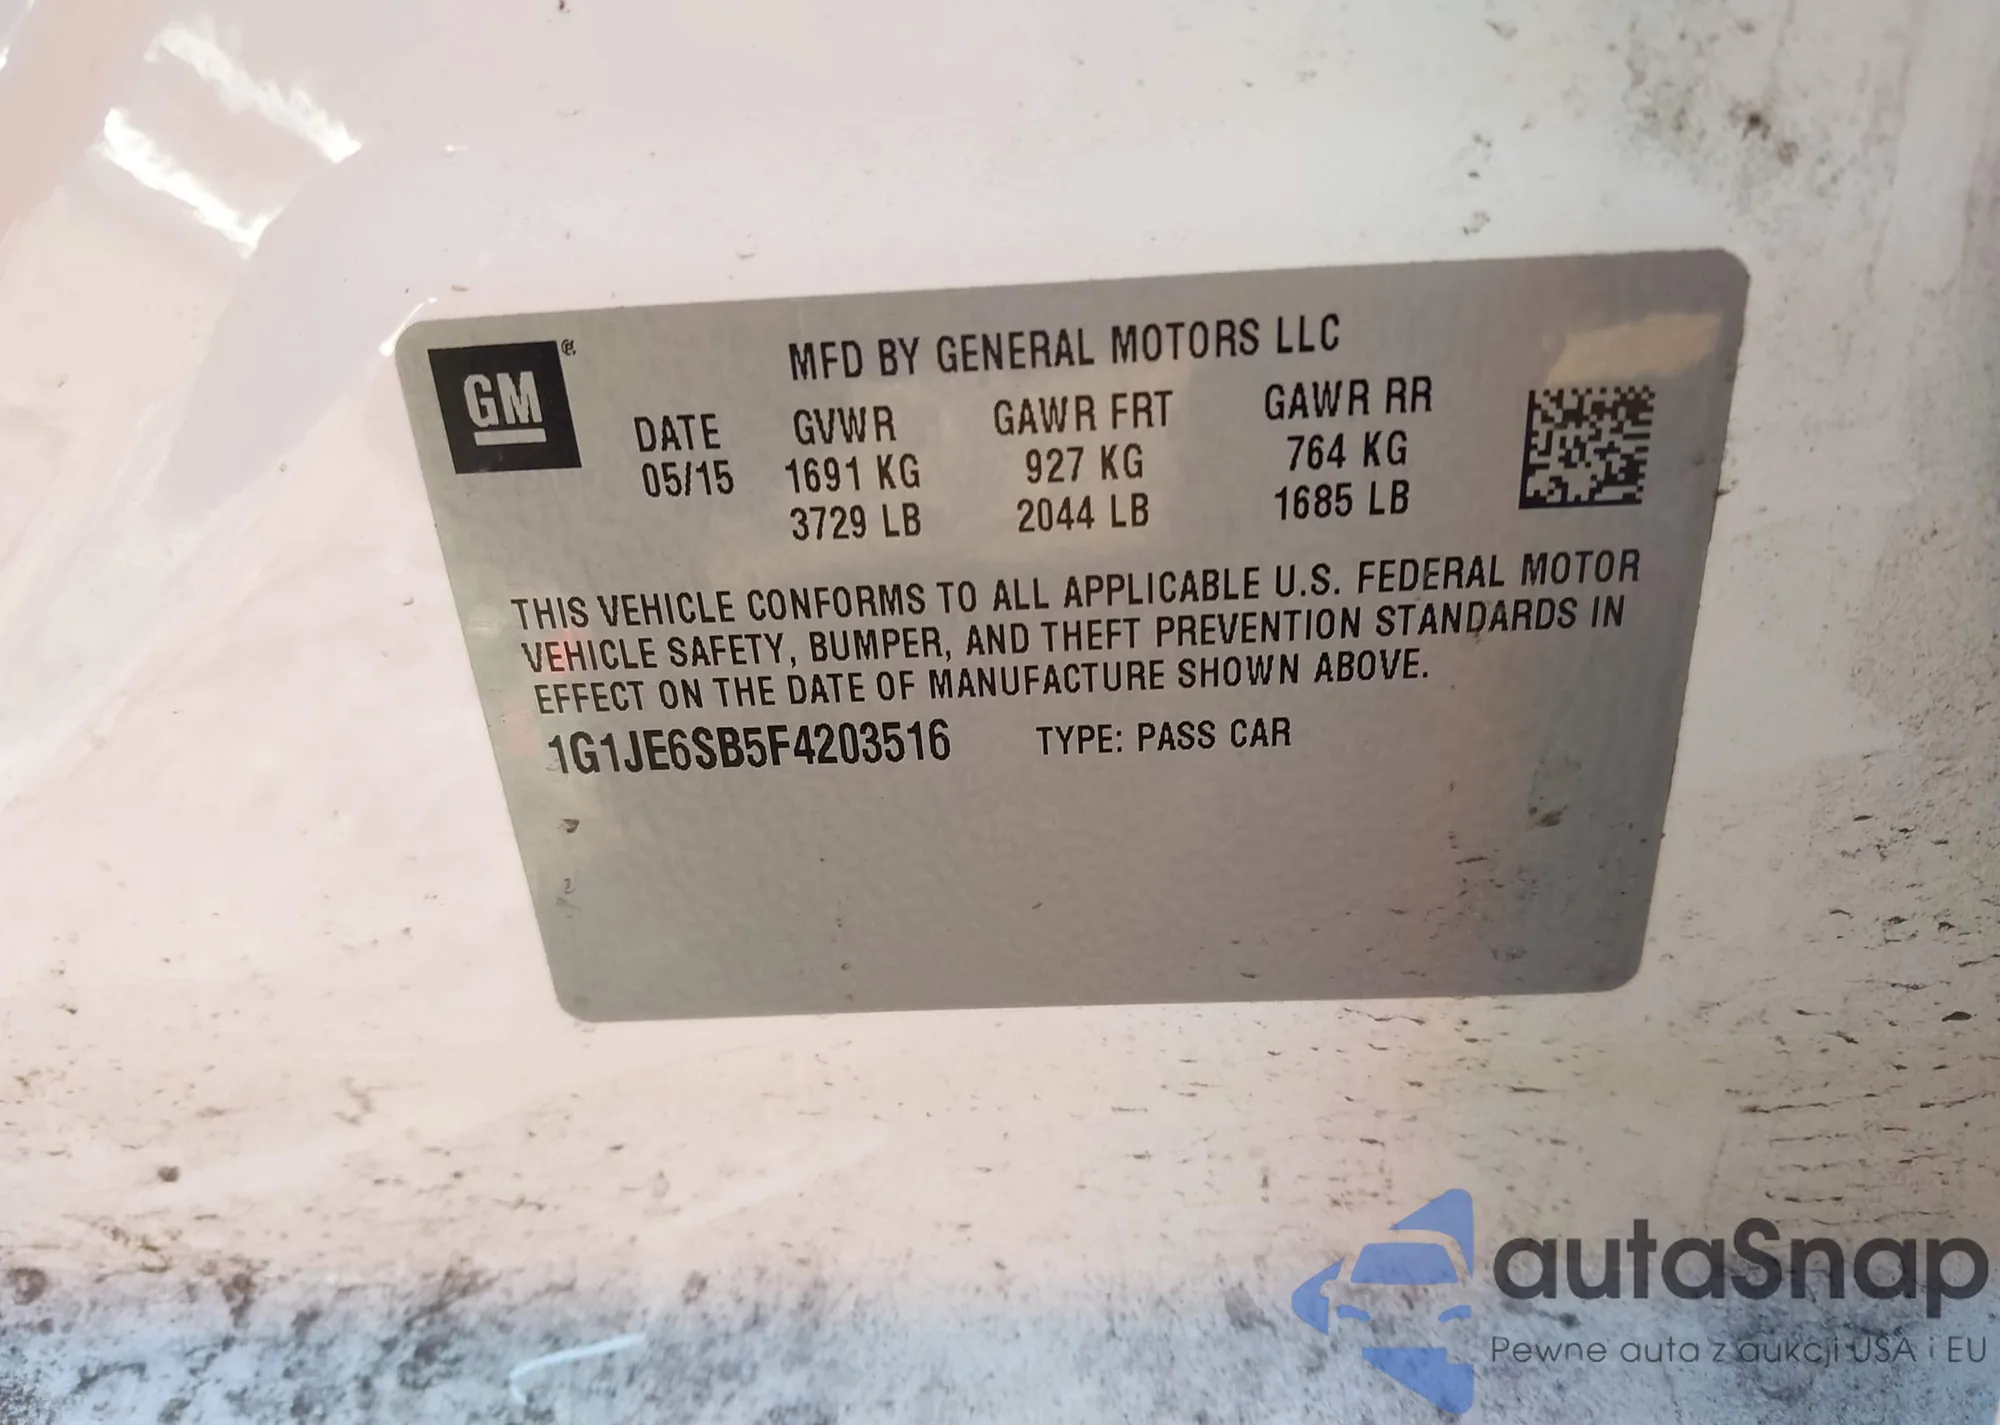 GM
MFD BY GENERAL MOTORS LLC
DATE GVWR GAWR FRT GAWR RR
05/15 1691 KG 927 KG 764 KG
3729 LB 2044 LB 1685 LB
THIS VEHICLE CONFORMS TO ALL APPLICABLE U.S. FEDERAL MOTOR
VEHICLE SAFETY, BUMPER, AND THEFT PREVENTION STANDARDS IN
EFFECT ON THE DATE OF MANUFACTURE SHOWN ABOVE.
1G1JE6SB5F4203516 TYPE: PASS CAR
autaSnap
Pewne auta z aukcji USA i EU